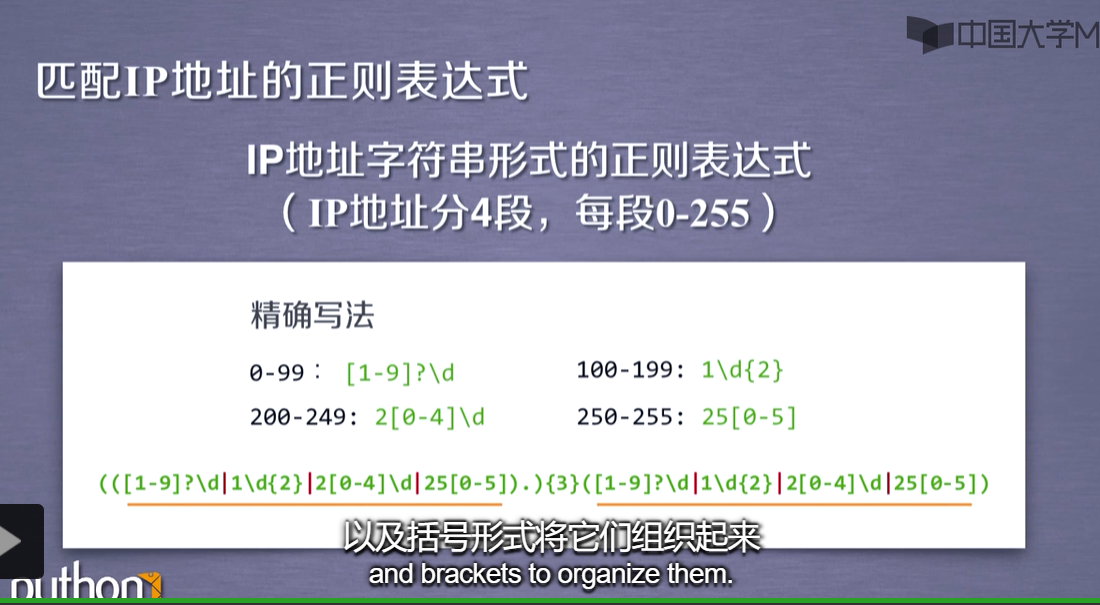 中国大学M
匹配IP地址的正则表达式
IP地址字符串形式的正则表达式
（IP地址分4段，每段0-255）
精确写法
0-99： [1-9]?\d
100-199: 1\d{2}
200-249: 2[0-4]\d
250-255: 25[0-5]
(([1-9]?\d|1\d{2}|2[0-4]\d|25[0-5]).){3}([1-9]?\d|1\d{2}|2[0-4]\d|25[0-5])
以及括号形式将它们组织起来
and brackets to organize them.
python